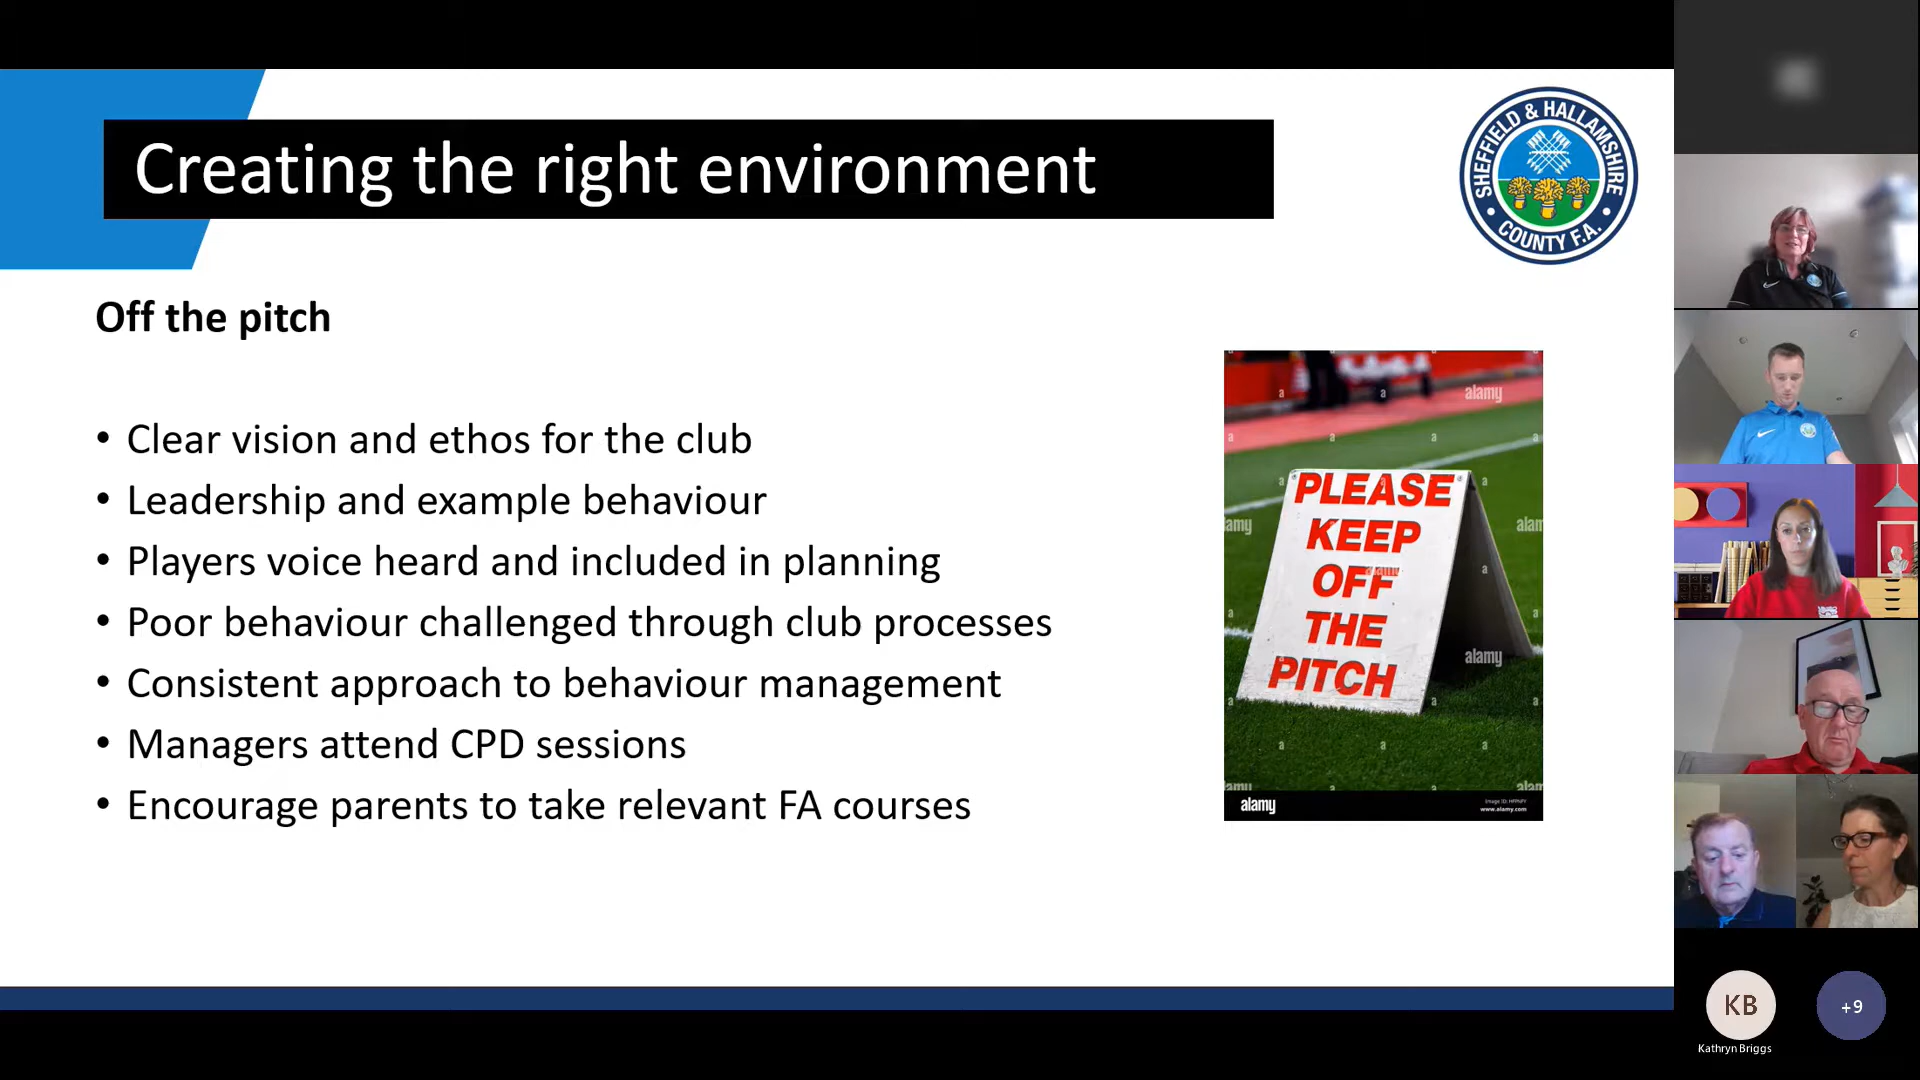 Creating the right environment
SHEFFIELD & HALLAMSHIRE
COUNTY F.A.
Off the pitch
• Clear vision and ethos for the club
• Leadership and example behaviour
• Players voice heard and included in planning
• Poor behaviour challenged through club processes
• Consistent approach to behaviour management
• Managers attend CPD sessions
• Encourage parents to take relevant FA courses
alamy
PLEASE
KEEP
OFF
THE
PITCH
alamy
alamy
www.alamy.com
KB
Kathryn Briggs
+9